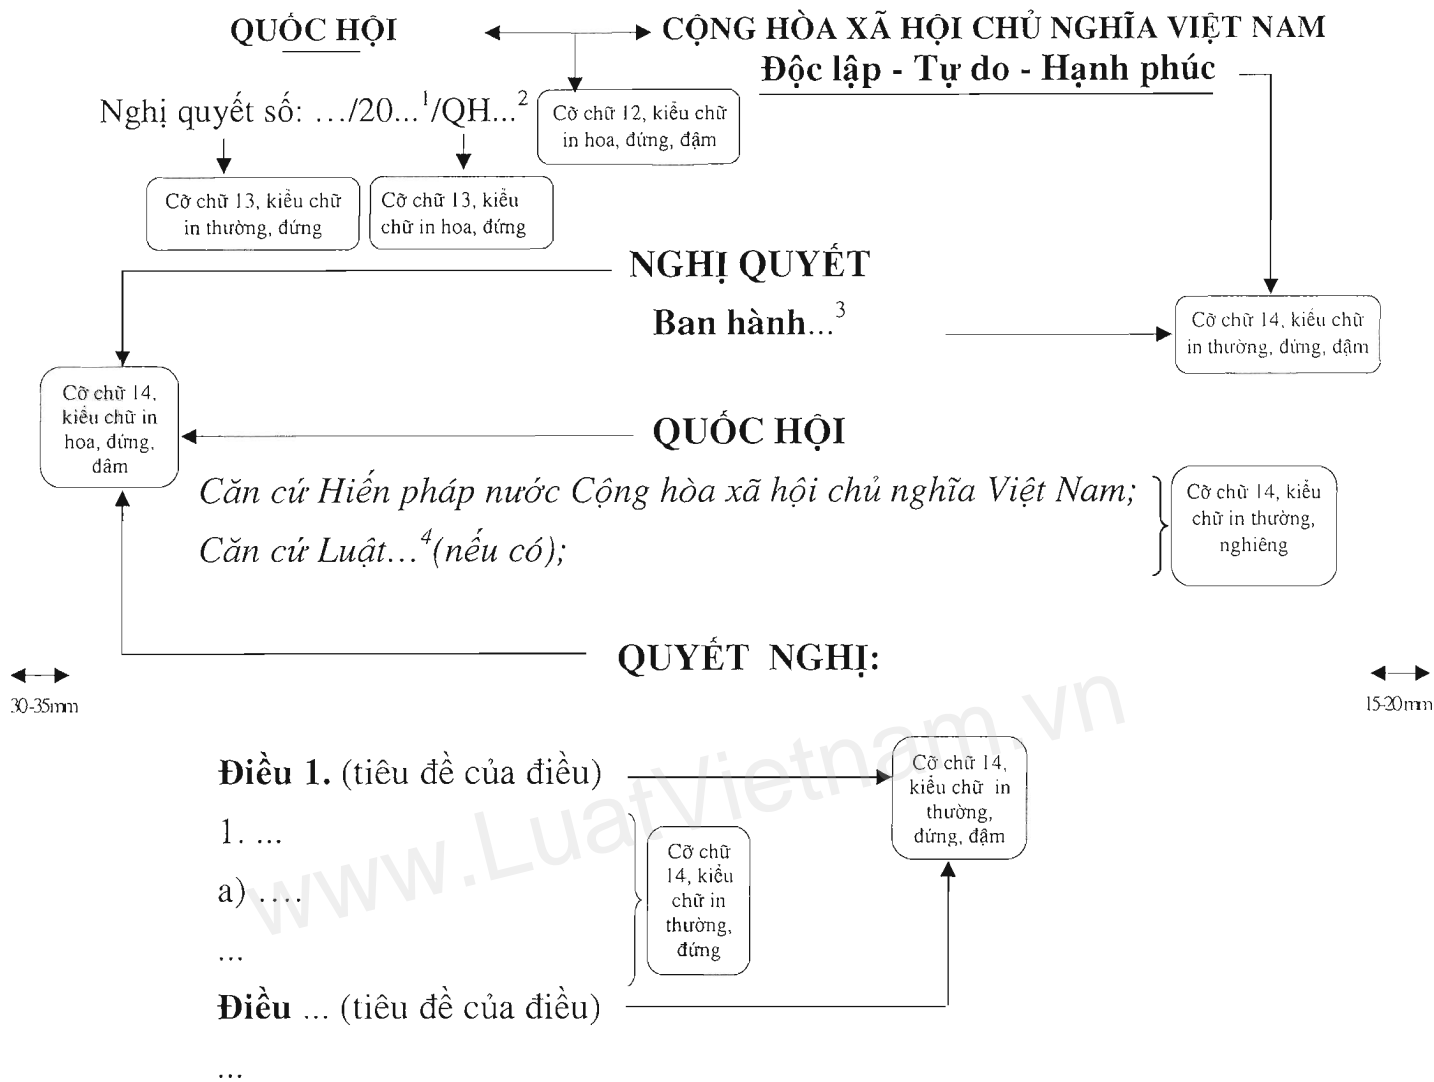 QUỐC HỘI
CỘNG HÒA XÃ HỘI CHỦ NGHĨA VIỆT NAM
Độc lập - Tự do - Hạnh phúc
Nghị quyết số: .../20...1/QH...2
Cỡ chữ 12, kiểu chữ
in hoa, đứng, đậm
Cỡ chữ 13, kiểu chữ
in thường, đứng
Cỡ chữ 13, kiểu
chữ in hoa, đứng
NGHỊ QUYẾT
Ban hành...3
Cỡ chữ 14, kiểu chữ
in thường, đứng, đậm
Cỡ chữ 14,
kiểu chữ in
hoa, đứng,
đâm
QUỐC HỘI
Căn cứ Hiến pháp nước Cộng hòa xã hội chủ nghĩa Việt Nam;
Căn cứ Luật...4(nếu có);
Cỡ chữ 14, kiểu
chữ in thường,
nghiêng
QUYẾT NGHỊ:
30-35mm
15-20mm
Điều 1. (tiêu đề của điều)
Cỡ chữ 14,
kiểu chữ in
thường,
đứng, đậm
1. ...
a) ....
...
Cỡ chữ
14, kiểu
chữ in
thường,
đứng
Điều ... (tiêu đề của điều)
...
www.LuatVietnam.vn